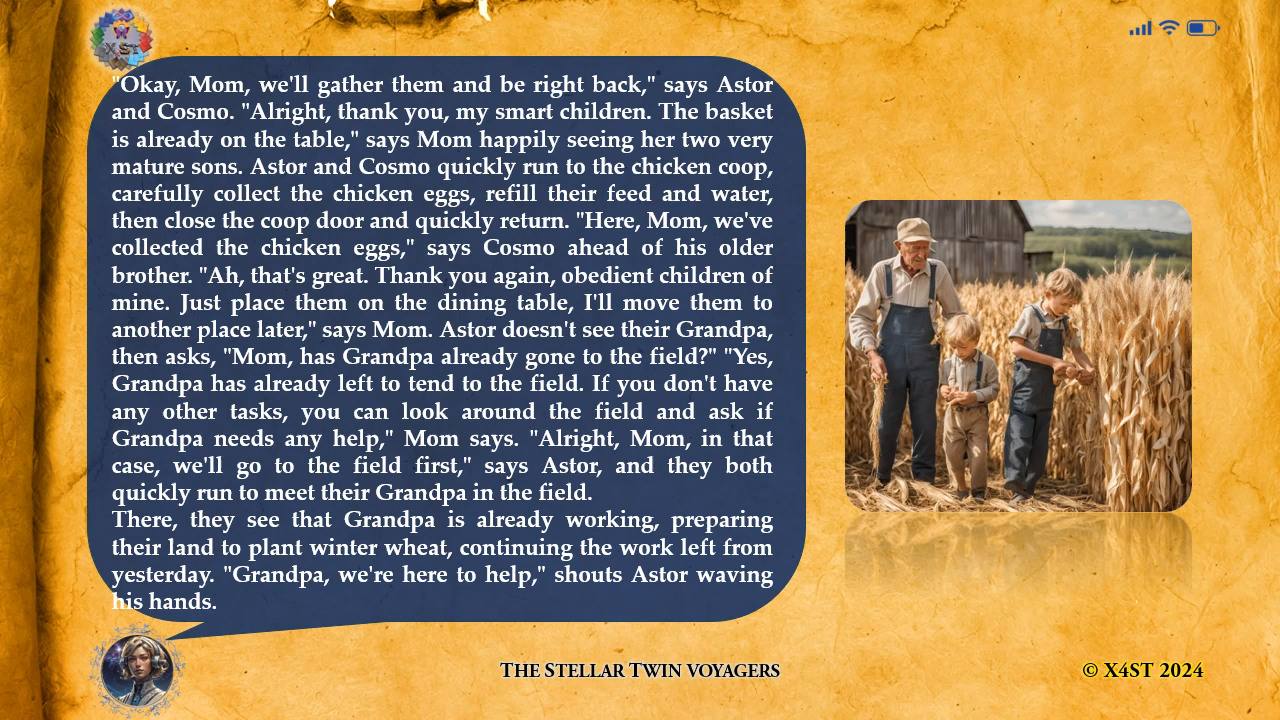 X4ST
"Okay, Mom, we'll gather them and be right back," says Astor
and Cosmo. "Alright, thank you, my smart children. The basket
is already on the table," says Mom happily seeing her two very
mature sons. Astor and Cosmo quickly run to the chicken coop,
carefully collect the chicken eggs, refill their feed and water,
then close the coop door and quickly return. "Here, Mom, we've
collected the chicken eggs," says Cosmo ahead of his older
brother. "Ah, that's great. Thank you again, obedient children of
mine. Just place them on the dining table, I'll move them to
another place later," says Mom. Astor doesn't see their Grandpa,
then asks, "Mom, has Grandpa already gone to the field?" "Yes,
Grandpa has already left to tend to the field. If you don't have
any other tasks, you can look around the field and ask if
Grandpa needs any help," Mom says. "Alright, Mom, in that
case, we'll go to the field first," says Astor, and they both
quickly run to meet their Grandpa in the field.
There, they see that Grandpa is already working, preparing
their land to plant winter wheat, continuing the work left from
yesterday. "Grandpa, we're here to help," shouts Astor waving
his hands.
THE STELLAR TWIN VOYAGERS
© X4ST 2024